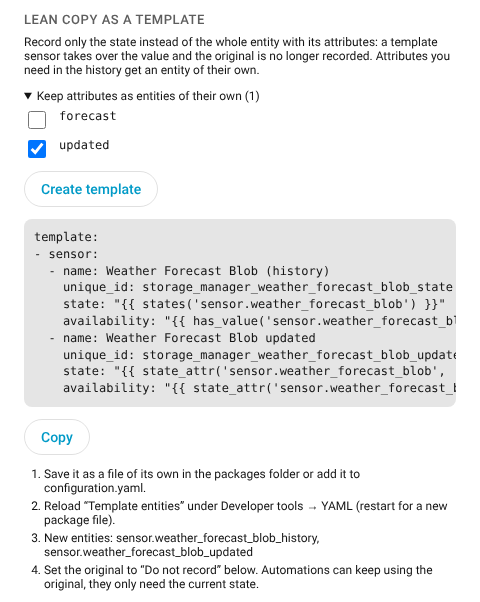 LEAN COPY AS A TEMPLATE
Record only the state instead of the whole entity with its attributes: a template
sensor takes over the value and the original is no longer recorded. Attributes you
need in the history get an entity of their own.
▼ Keep attributes as entities of their own (1)
forecast
updated
Create template
template:
- sensor:
  - name: Weather Forecast Blob (history)
    unique_id: storage_manager_weather_forecast_blob_state
    state: "{{ states('sensor.weather_forecast_blob') }}"
    availability: "{{ has_value('sensor.weather_forecast_bl
  - name: Weather Forecast Blob updated
    unique_id: storage_manager_weather_forecast_blob_update
    state: "{{ state_attr('sensor.weather_forecast_blob',
    availability: "{{ state_attr('sensor.weather_forecast_b
Copy
1. Save it as a file of its own in the packages folder or add it to
configuration.yaml.
2. Reload “Template entities” under Developer tools → YAML (restart for a new
package file).
3. New entities: sensor.weather_forecast_blob_history,
sensor.weather_forecast_blob_updated
4. Set the original to “Do not record” below. Automations can keep using the
original, they only need the current state.